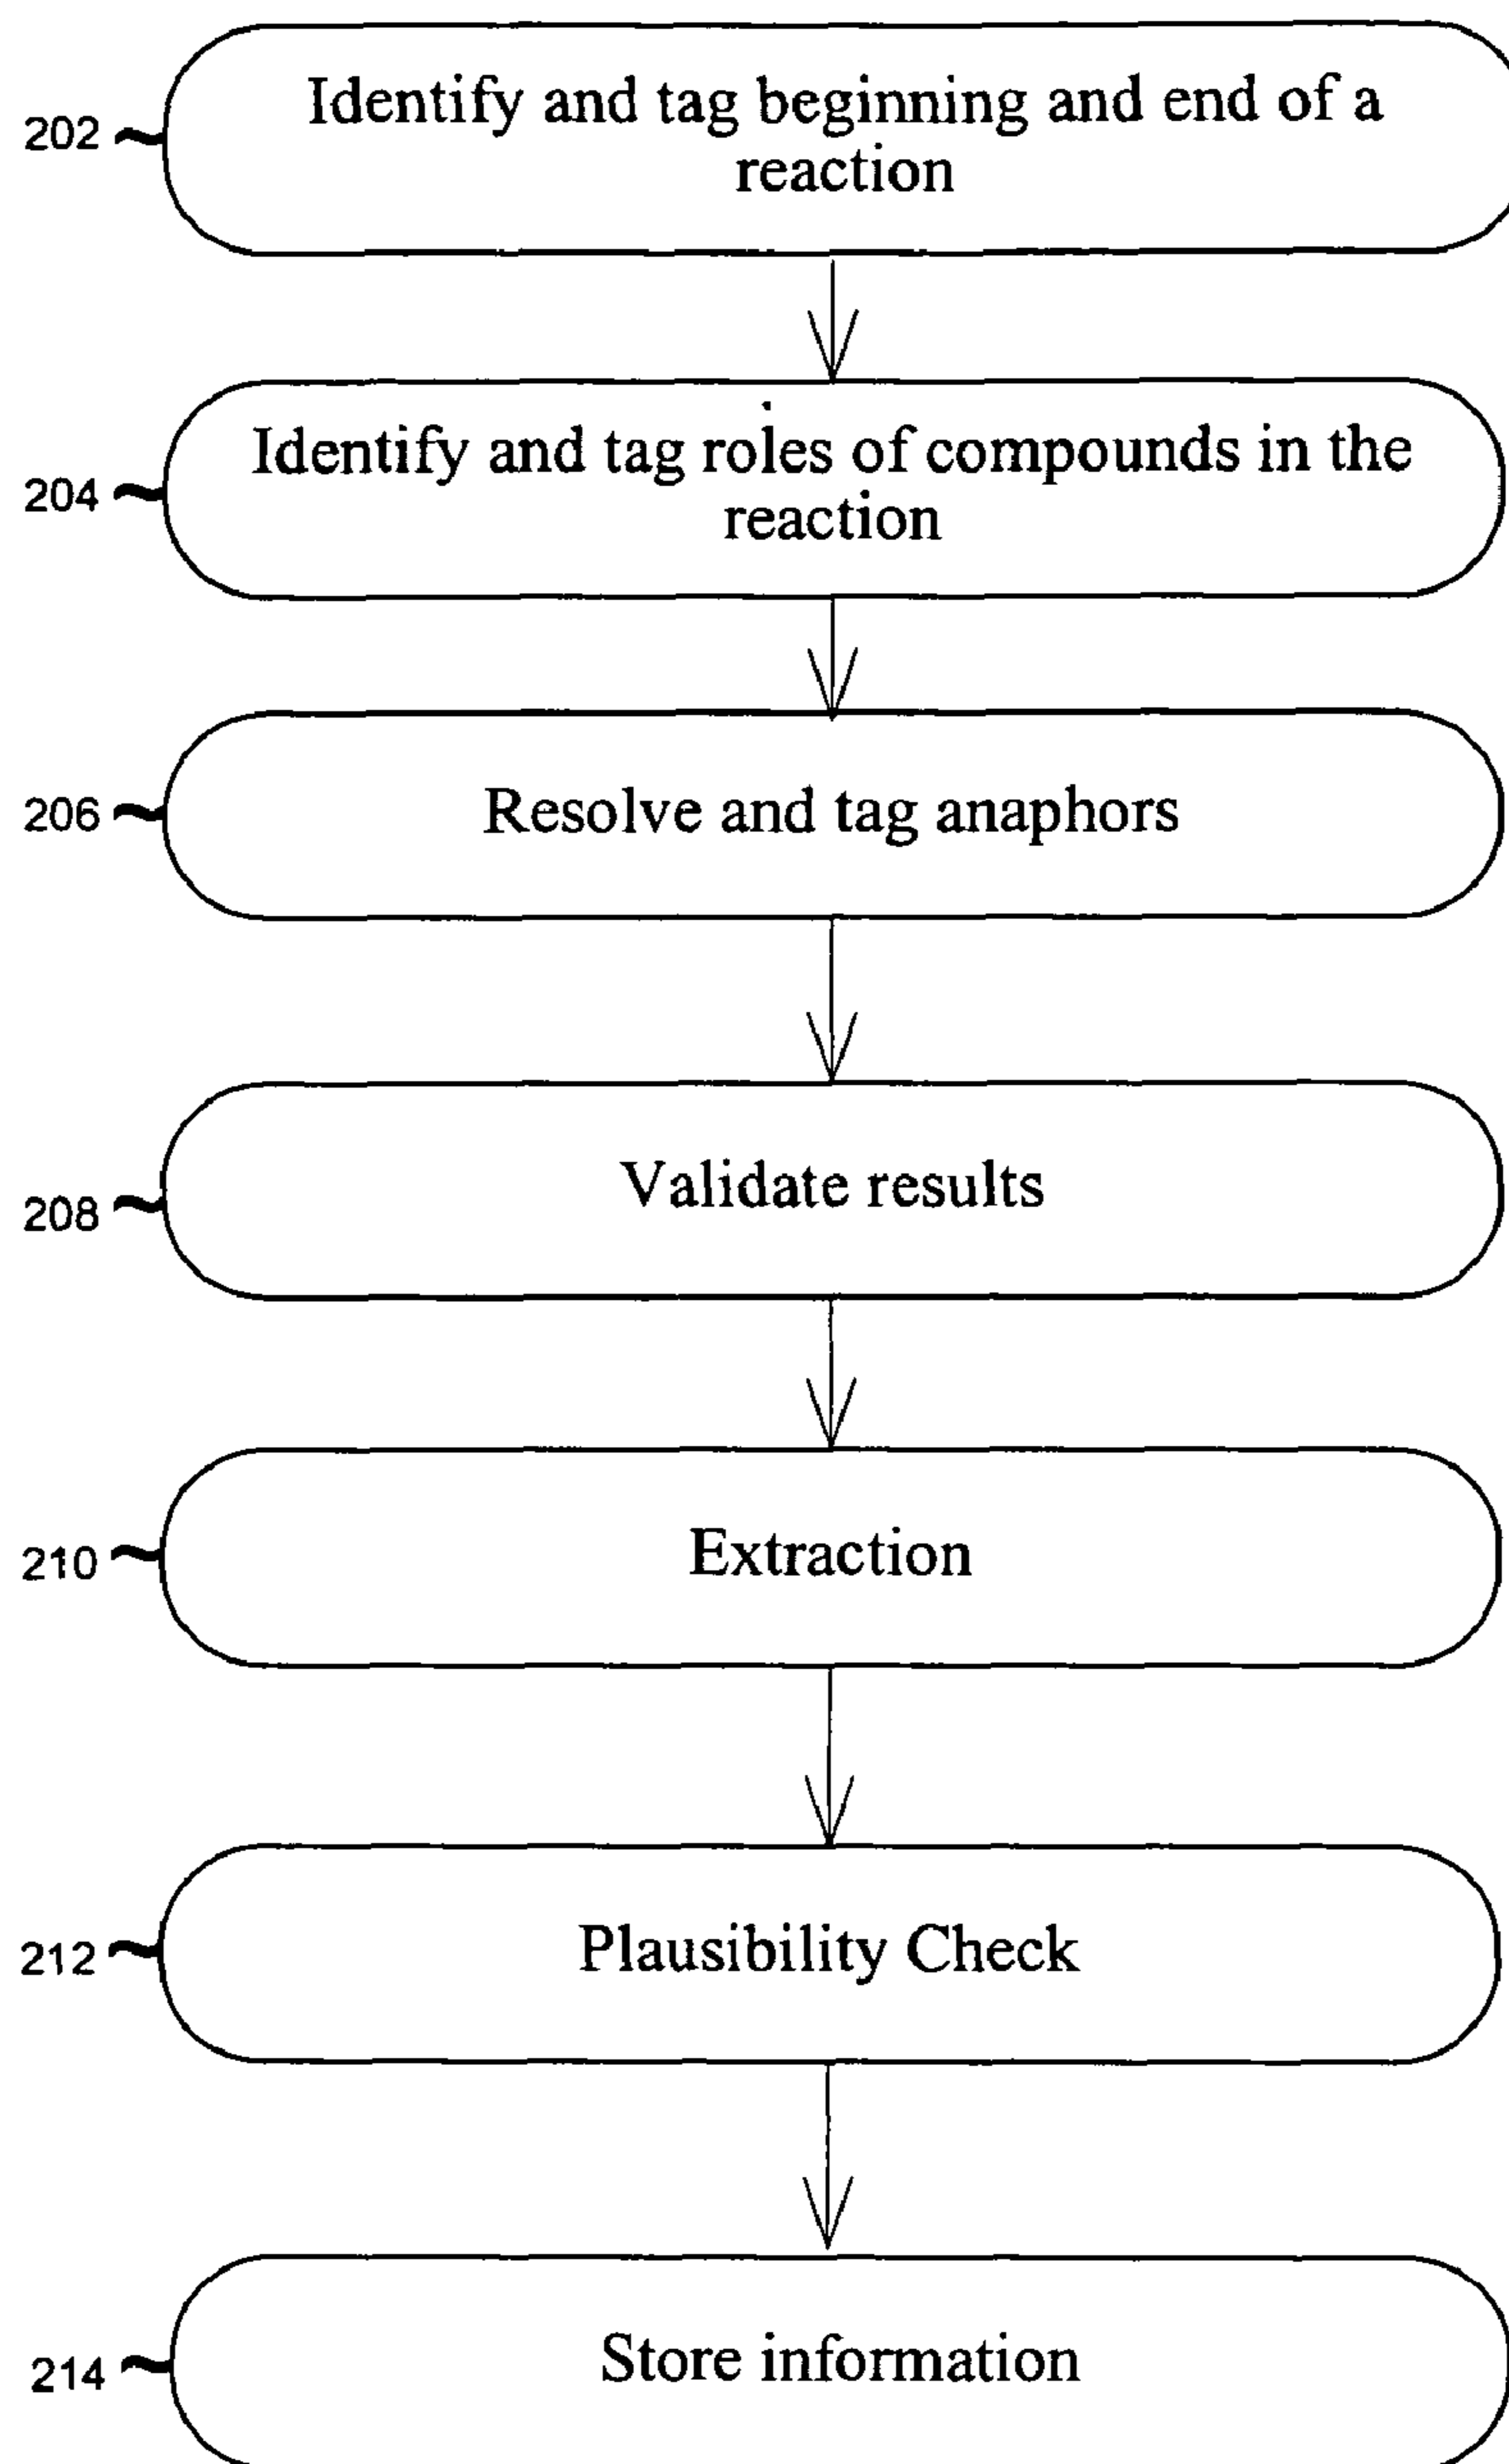 202
Identify and tag beginning and end of a
reaction
204
Identify and tag roles of compounds in the
reaction
206
Resolve and tag anaphors
208
Validate results
210
Extraction
212
Plausibility Check
214
Store information